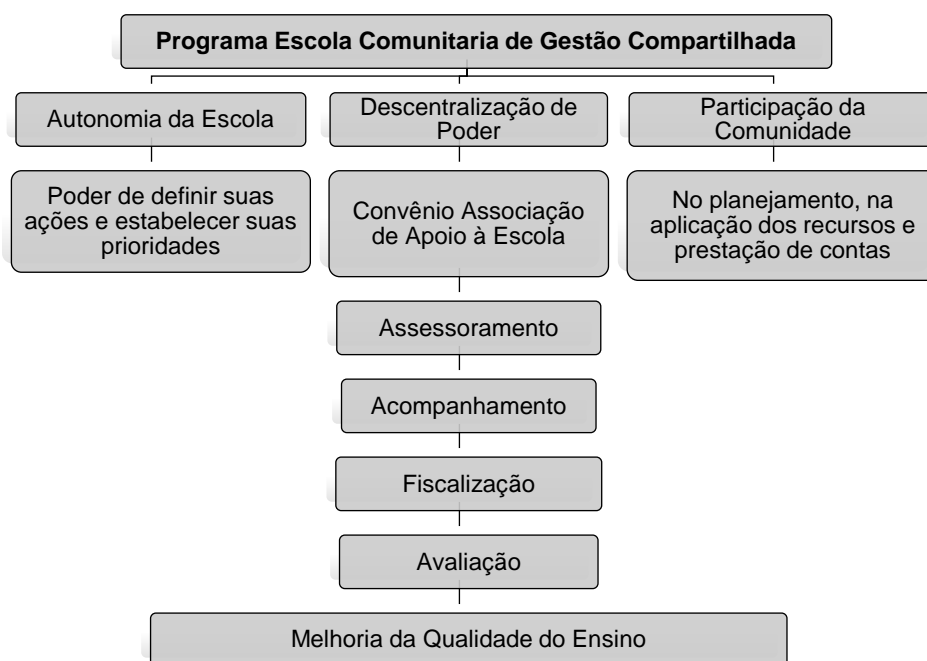 Programa Escola Comunitaria de Gestão Compartilhada
Autonomia da Escola
Descentralização de
Poder
Participação da
Comunidade
Poder de definir suas
ações e estabelecer suas
prioridades
Convênio Associação
de Apoio à Escola
No planejamento, na
aplicação dos recursos e
prestação de contas
Assessoramento
Acompanhamento
Fiscalização
Avaliação
Melhoria da Qualidade do Ensino